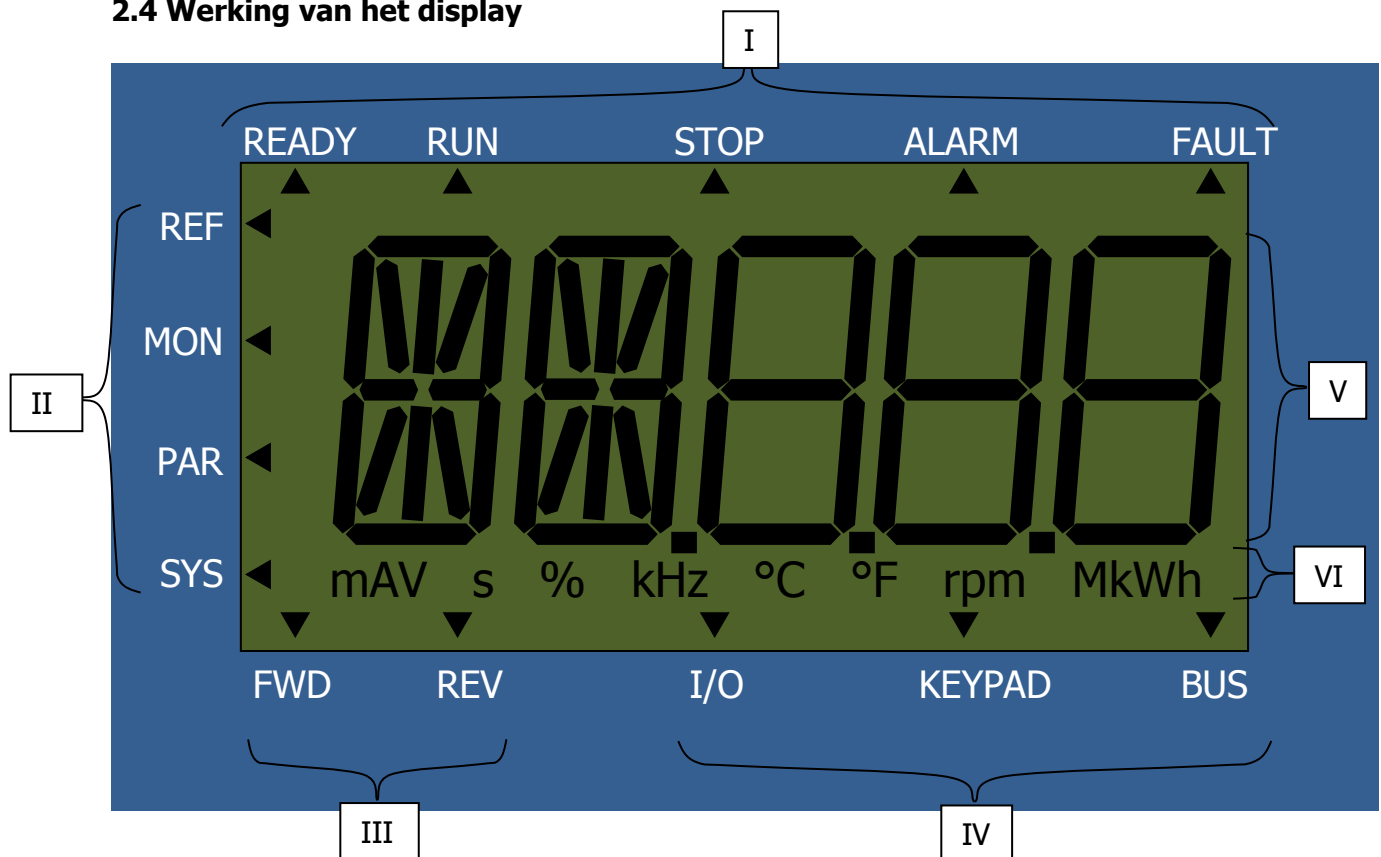 2.4 Werking van het display
I
READY RUN STOP ALARM FAULT
REF
MON
II
V
PAR
SYS
mAV s % kHz °C °F rpm MkWh
VI
FWD REV I/O KEYPAD BUS
III
IV